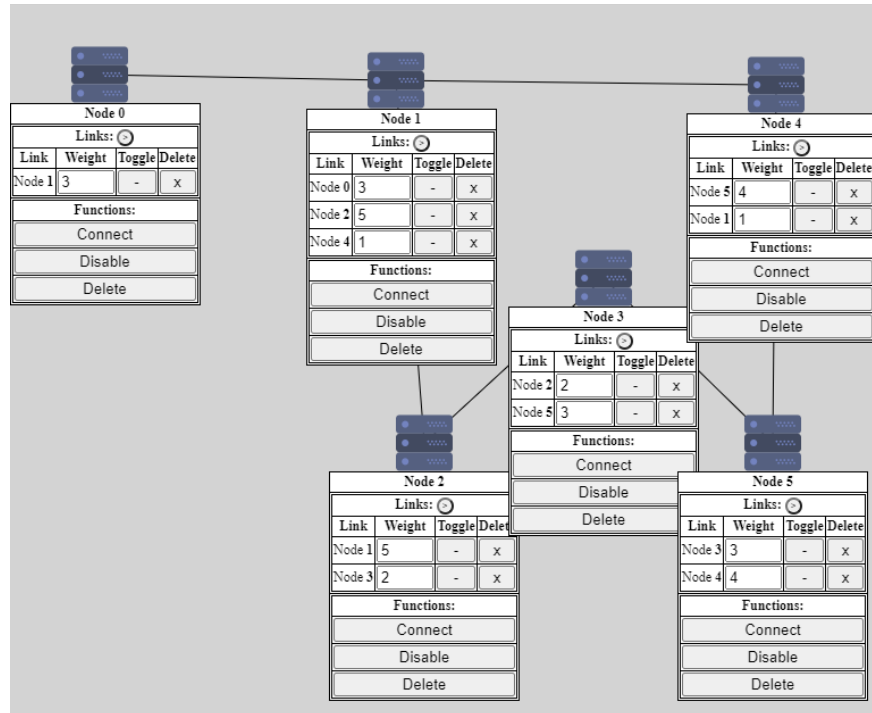 Node 0
Links: >
Link Weight Toggle Delete
Node 1 3 - x
Functions:
Connect
Disable
Delete
Node 1
Links: >
Link Weight Toggle Delete
Node 0 3 - x
Node 2 5 - x
Node 4 1 - x
Functions:
Connect
Disable
Delete
Node 4
Links: >
Link Weight Toggle Delete
Node 5 4 - x
Node 1 1 - x
Functions:
Connect
Disable
Delete
Node 3
Links: >
Link Weight Toggle Delete
Node 2 2 - x
Node 5 3 - x
Functions:
Connect
Disable
Delete
Node 2
Links: >
Link Weight Toggle Delet
Node 1 5 - x
Node 3 2 - x
Functions:
Connect
Disable
Delete
Node 5
Links: >
Link Weight Toggle Delete
Node 3 3 - x
Node 4 4 - x
Functions:
Connect
Disable
Delete